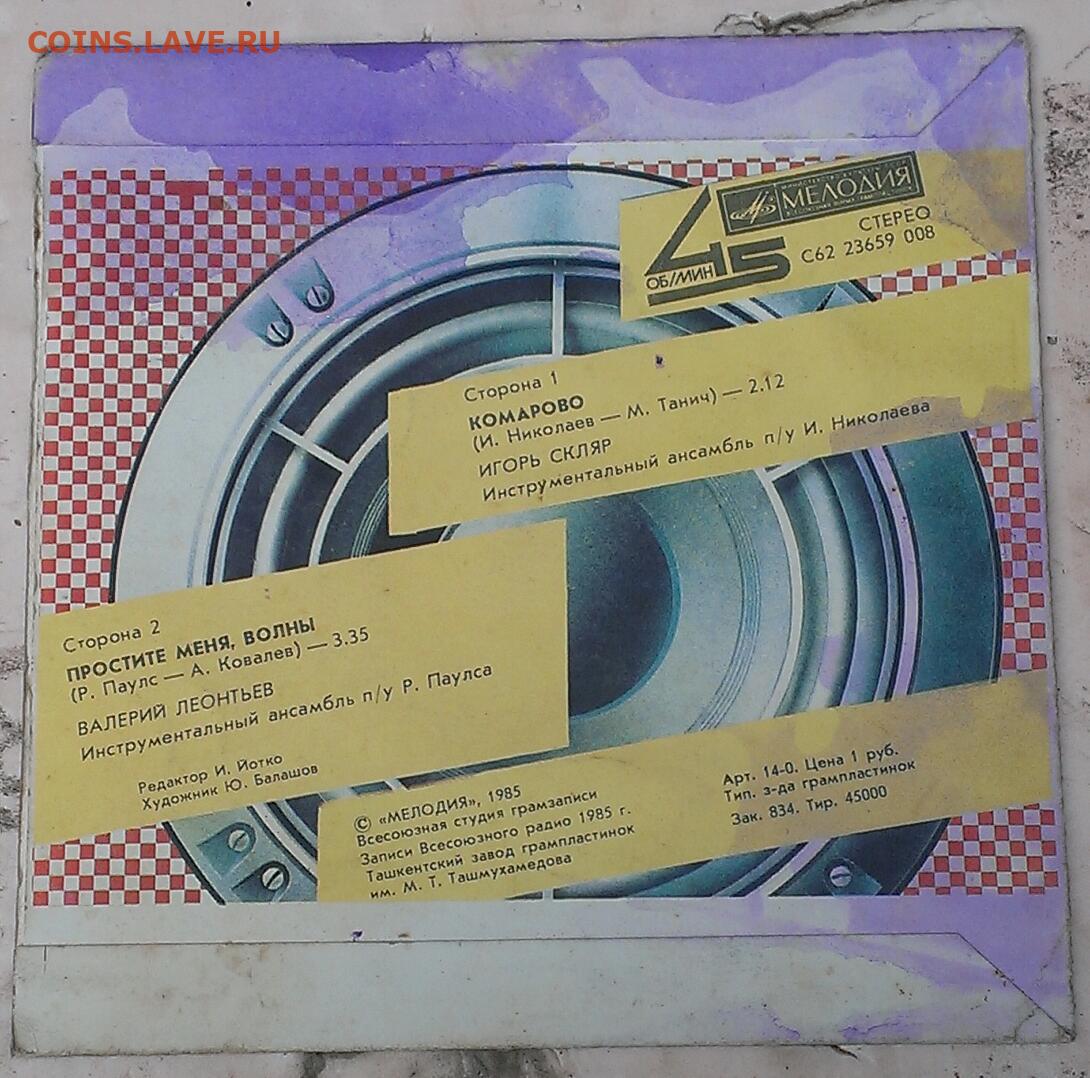 COINS.LAVE.RU
МЕЛОДИЯ
45
ОБ/МИН
СТЕРЕО
С62 23659 008
Сторона 1
КОМАРОВО
(И. Николаев — М. Танич) — 2.12
ИГОРЬ СКЛЯР
Инструментальный ансамбль п/у И. Николаева
Сторона 2
ПРОСТИТЕ МЕНЯ, ВОЛНЫ
(Р. Паулс — А. Ковалев) — 3.35
ВАЛЕРИЙ ЛЕОНТЬЕВ
Инструментальный ансамбль п/у Р. Паулса
Редактор И. Йотко
Художник Ю. Балашов
© «МЕЛОДИЯ», 1985
Всесоюзная студия грамзаписи
Записи Всесоюзного радио 1985 г.
Ташкентский завод грампластинок
им. М. Т. Ташмухамедова
Арт. 14-0. Цена 1 руб.
Тип. з-да грампластинок
Зак. 834. Тир. 45000